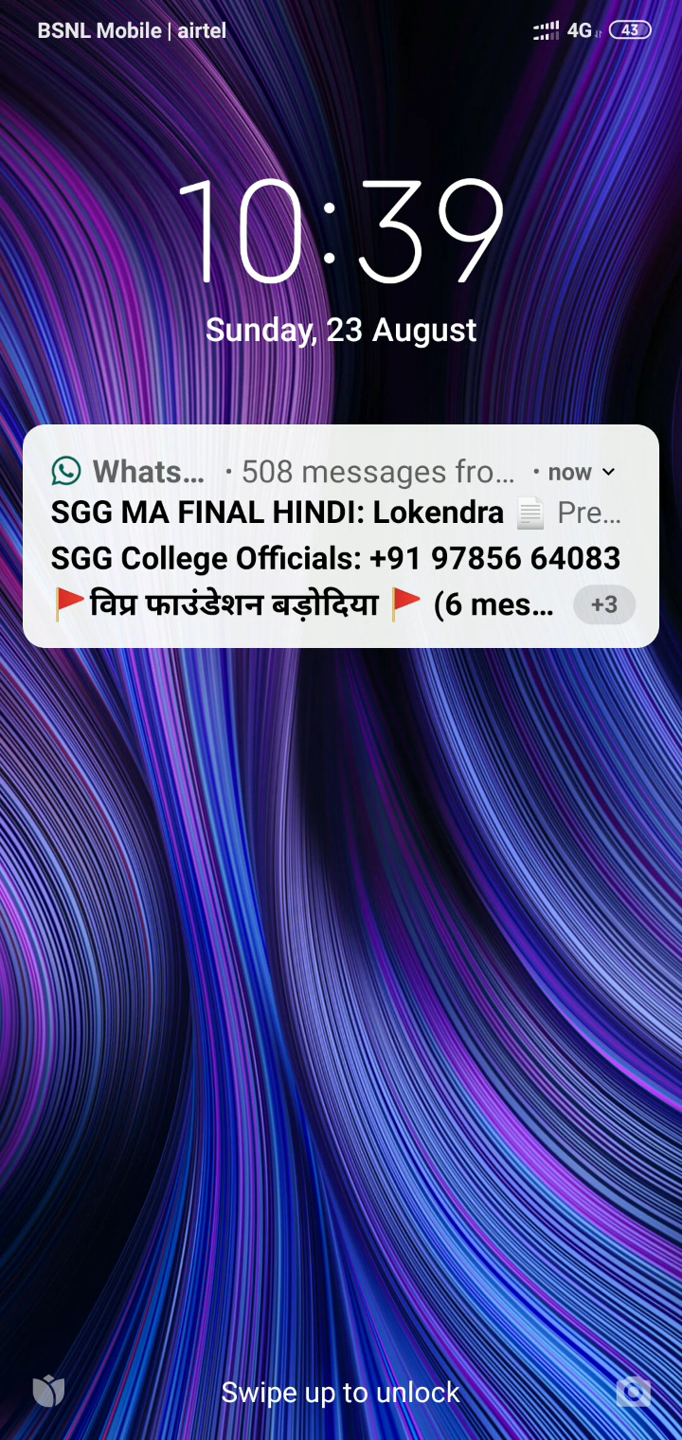 BSNL Mobile | airtel 4G 43
10:39
Sunday, 23 August
Whats… • 508 messages fro… • now
SGG MA FINAL HINDI: Lokendra 📄 Pre…
SGG College Officials: +91 97856 64083
🚩विप्र फाउंडेशन बड़ोदिया 🚩 (6 mes… +3
Swipe up to unlock